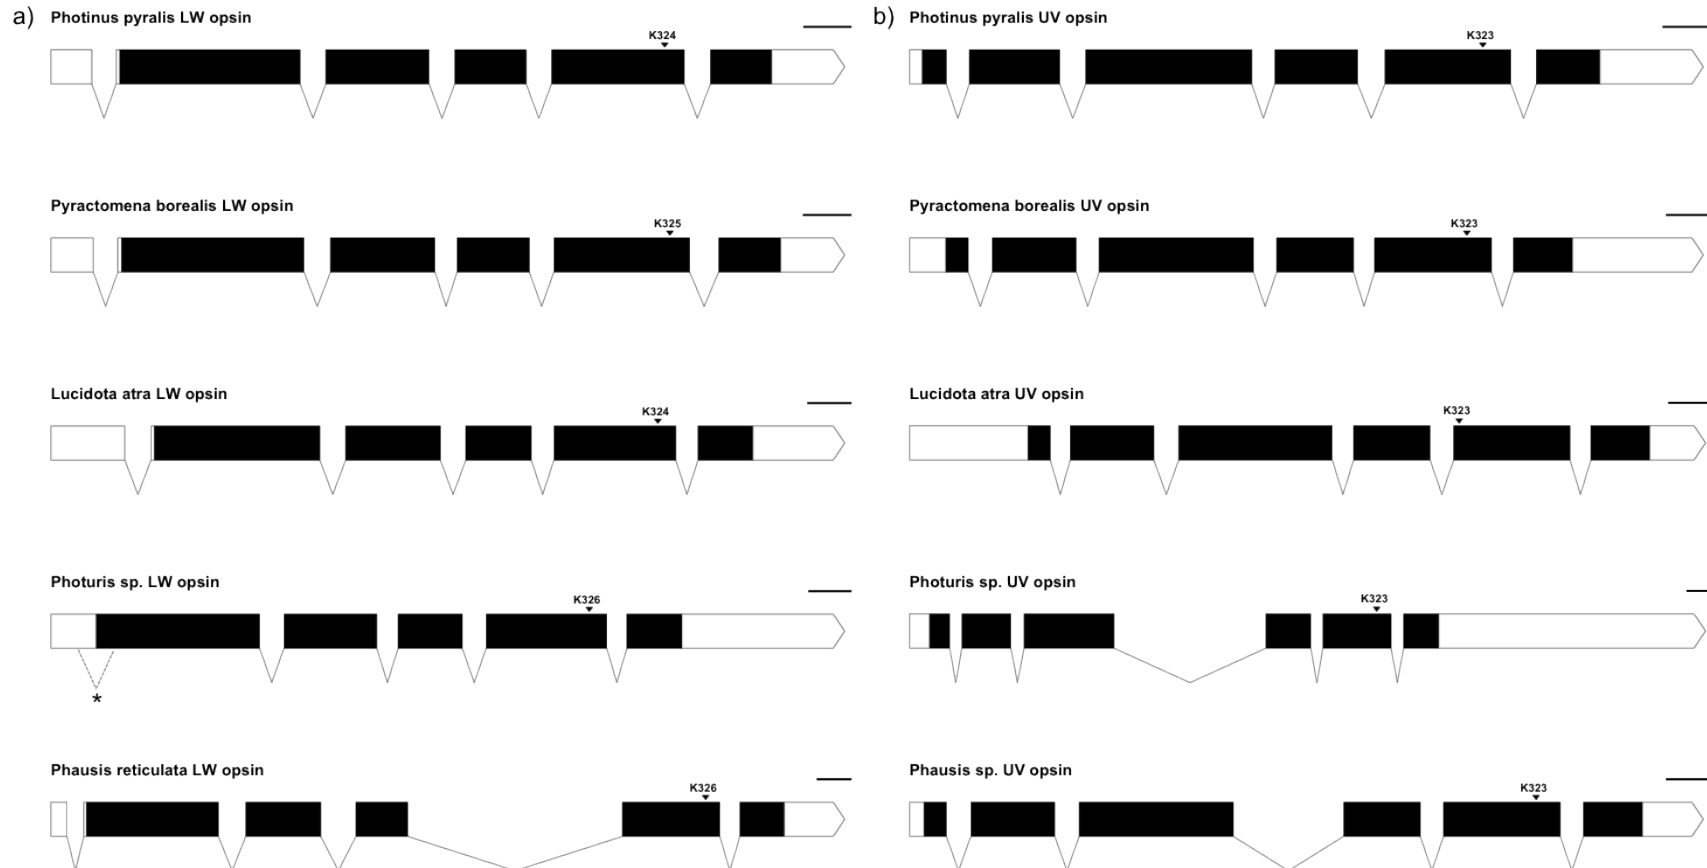 a)
Photinus pyralis LW opsin
K324
Pyractomena borealis LW opsin
K325
Lucidota atra LW opsin
K324
Photuris sp. LW opsin
K326
*
Phausis reticulata LW opsin
K326
b)
Photinus pyralis UV opsin
K323
Pyractomena borealis UV opsin
K323
Lucidota atra UV opsin
K323
Photuris sp. UV opsin
K323
Phausis sp. UV opsin
K323